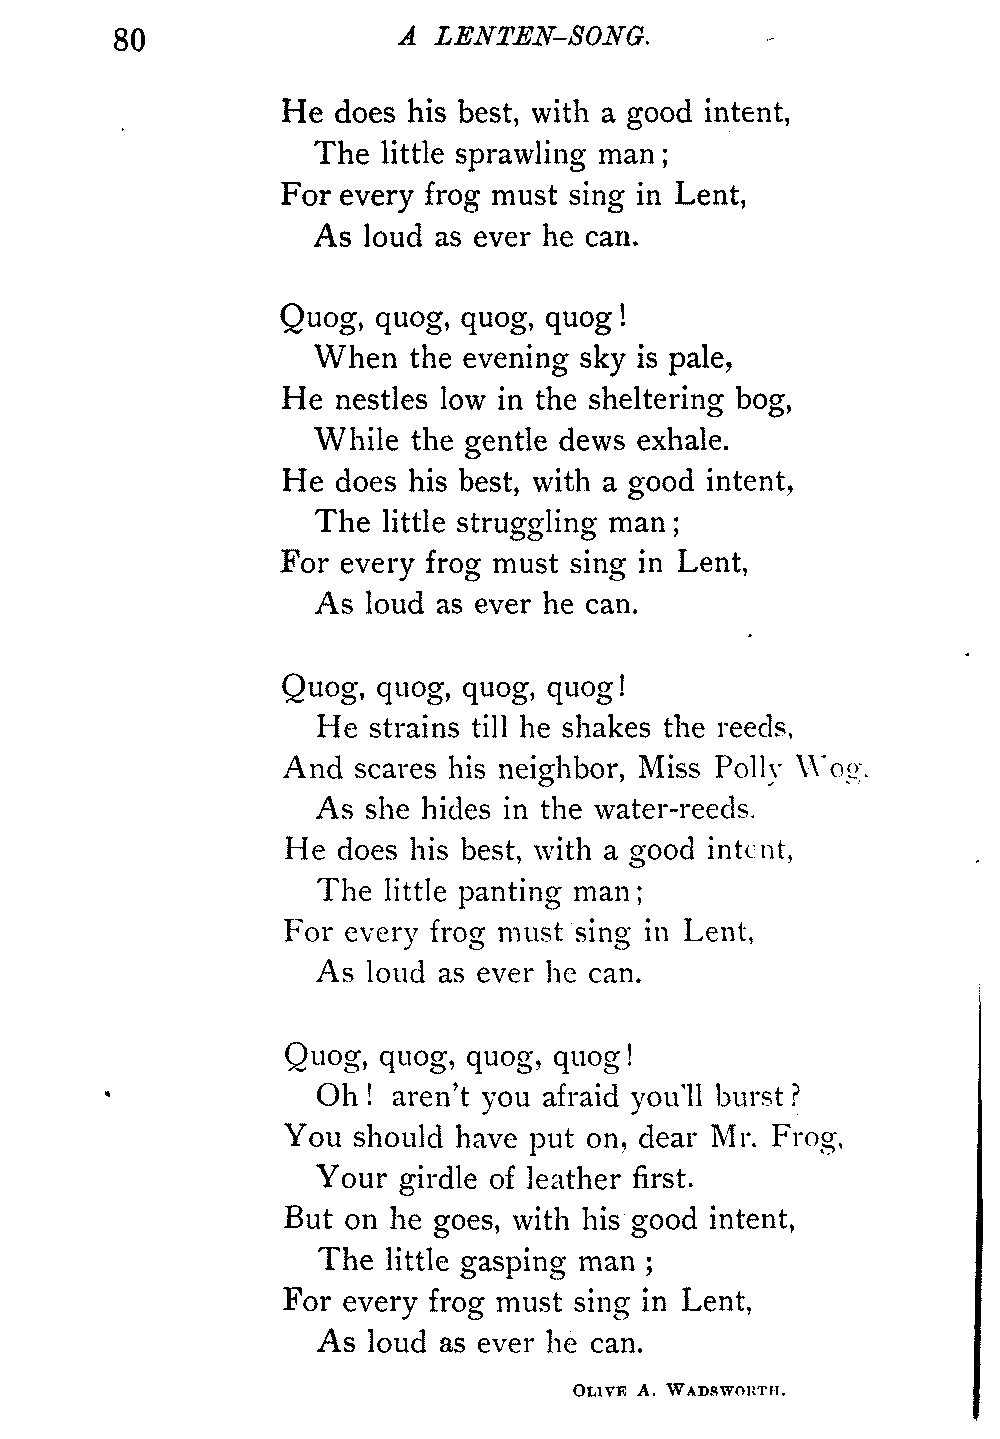 80 A LENTEN-SONG.
He does his best, with a good intent,
The little sprawling man;
For every frog must sing in Lent,
As loud as ever he can.
Quog, quog, quog, quog!
When the evening sky is pale,
He nestles low in the sheltering bog,
While the gentle dews exhale.
He does his best, with a good intent,
The little struggling man;
For every frog must sing in Lent,
As loud as ever he can.
Quog, quog, quog, quog!
He strains till he shakes the reeds,
And scares his neighbor, Miss Polly Wog,
As she hides in the water-reeds.
He does his best, with a good intent,
The little panting man;
For every frog must sing in Lent,
As loud as ever he can.
Quog, quog, quog, quog!
Oh! aren't you afraid you'll burst?
You should have put on, dear Mr. Frog,
Your girdle of leather first.
But on he goes, with his good intent,
The little gasping man;
For every frog must sing in Lent,
As loud as ever he can.
OLIVE A. WADSWORTH.